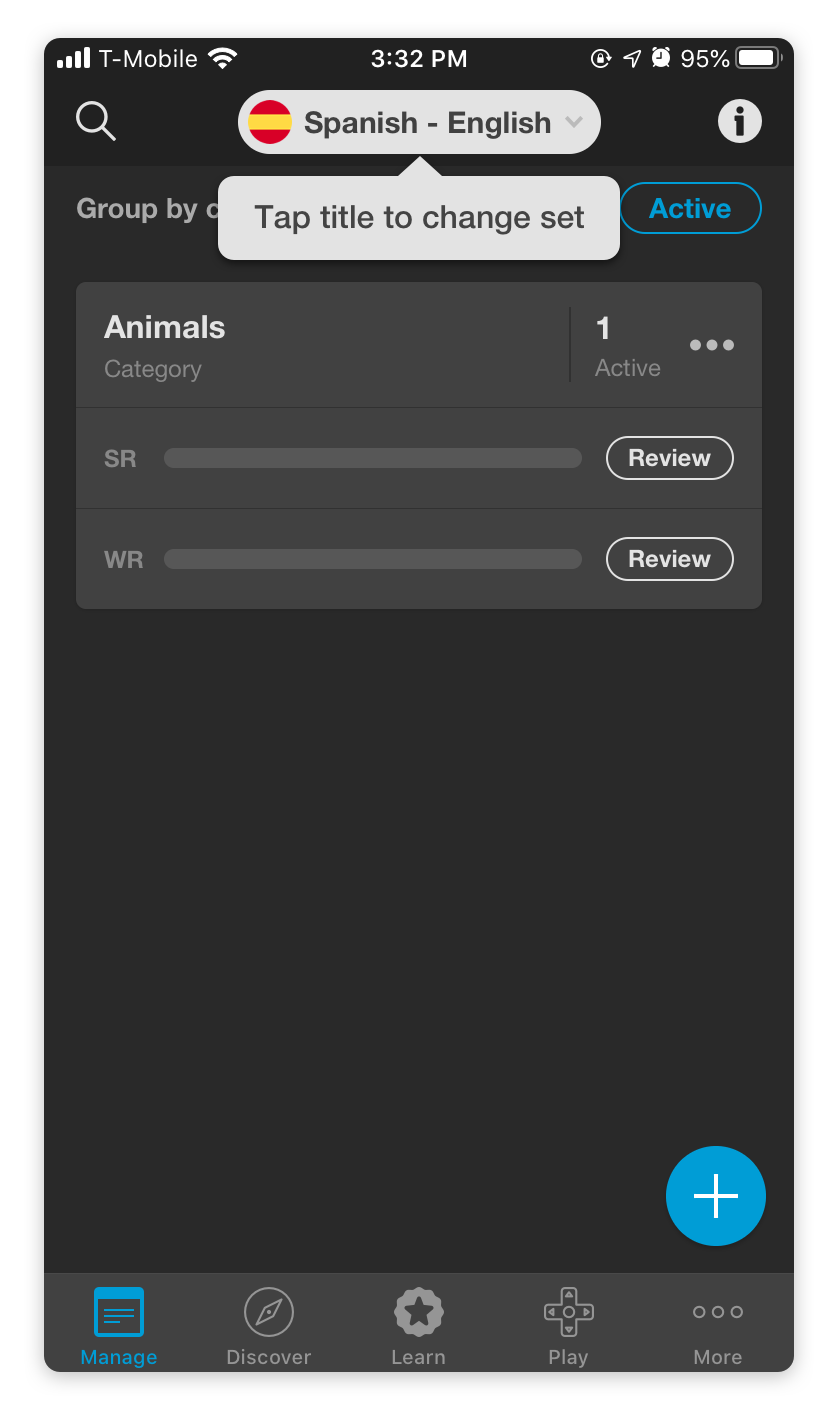 T-Mobile 3:32 PM 95%
Spanish - English
Group by
Tap title to change set
Active
Animals
Category
1
Active
SR
Review
WR
Review
Manage
Discover
Learn
Play
More